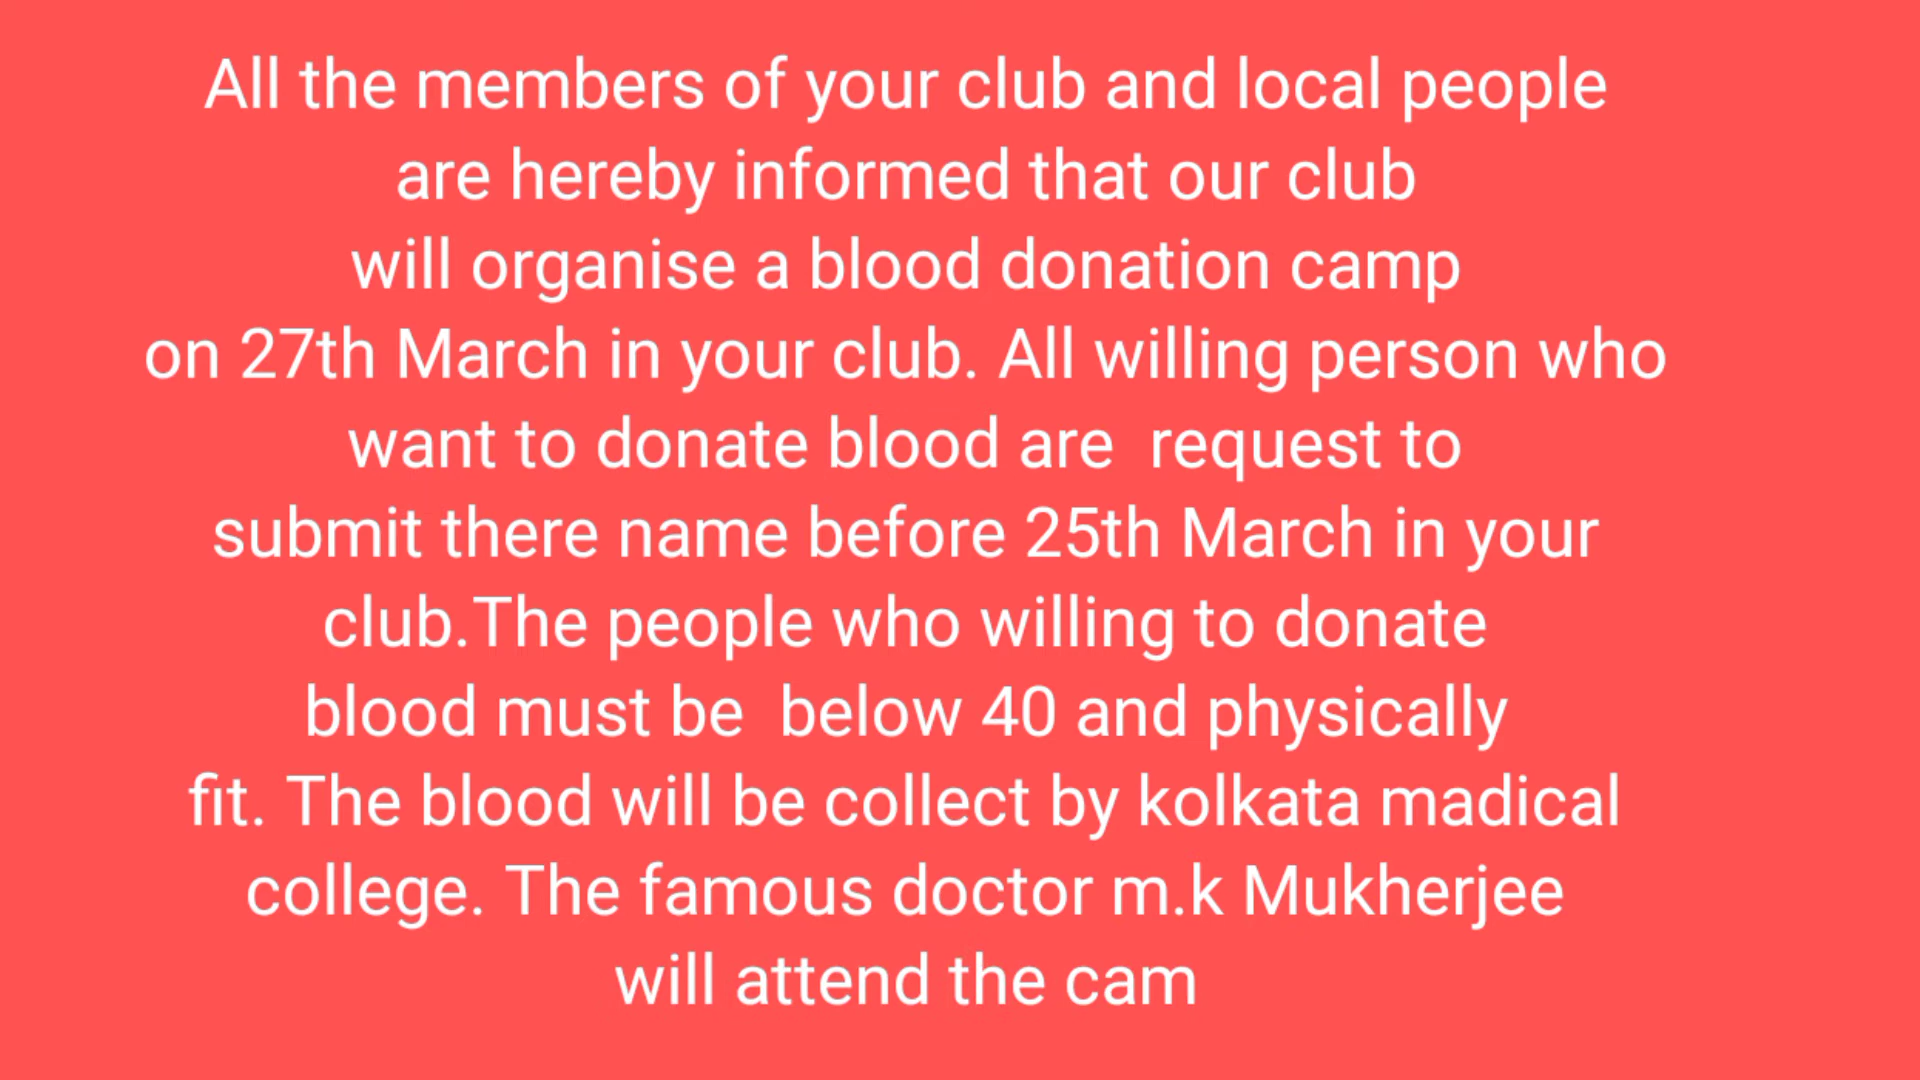 All the members of your club and local people
are hereby informed that our club
will organise a blood donation camp
on 27th March in your club. All willing person who
want to donate blood are  request to
submit there name before 25th March in your
club.The people who willing to donate
blood must be  below 40 and physically
fit. The blood will be collect by kolkata madical
college. The famous doctor m.k Mukherjee
will attend the cam